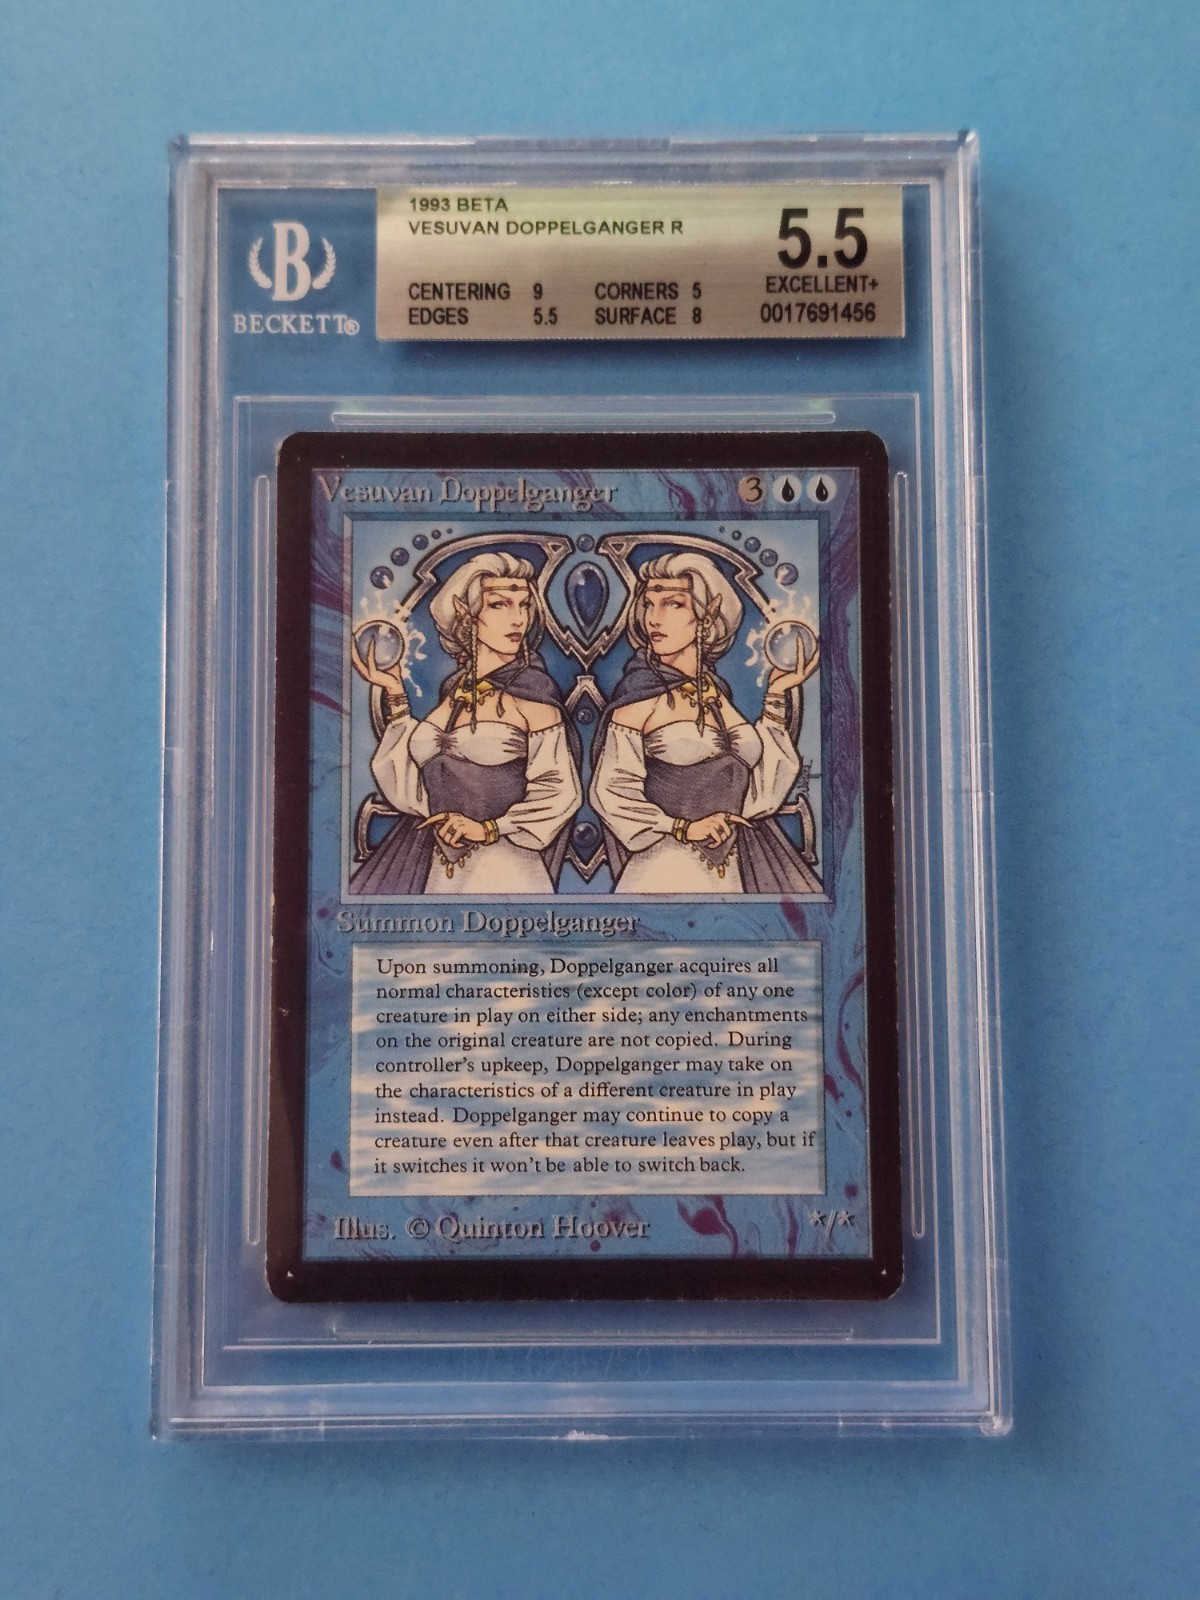 1993 BETA
VESUVAN DOPPELGANGER R
5.5
EXCELLENT+
0017691456
CENTERING 9 CORNERS 5
EDGES 5.5 SURFACE 8
B
BECKETT®
Vesuvan Doppelganger 3
Summon Doppelganger
Upon summoning, Doppelganger acquires all
normal characteristics (except color) of any one
creature in play on either side; any enchantments
on the original creature are not copied. During
controller's upkeep, Doppelganger may take on
the characteristics of a different creature in play
instead. Doppelganger may continue to copy a
creature even after that creature leaves play, but if
it switches it won't be able to switch back.
Illus. © Quinton Hoover */*